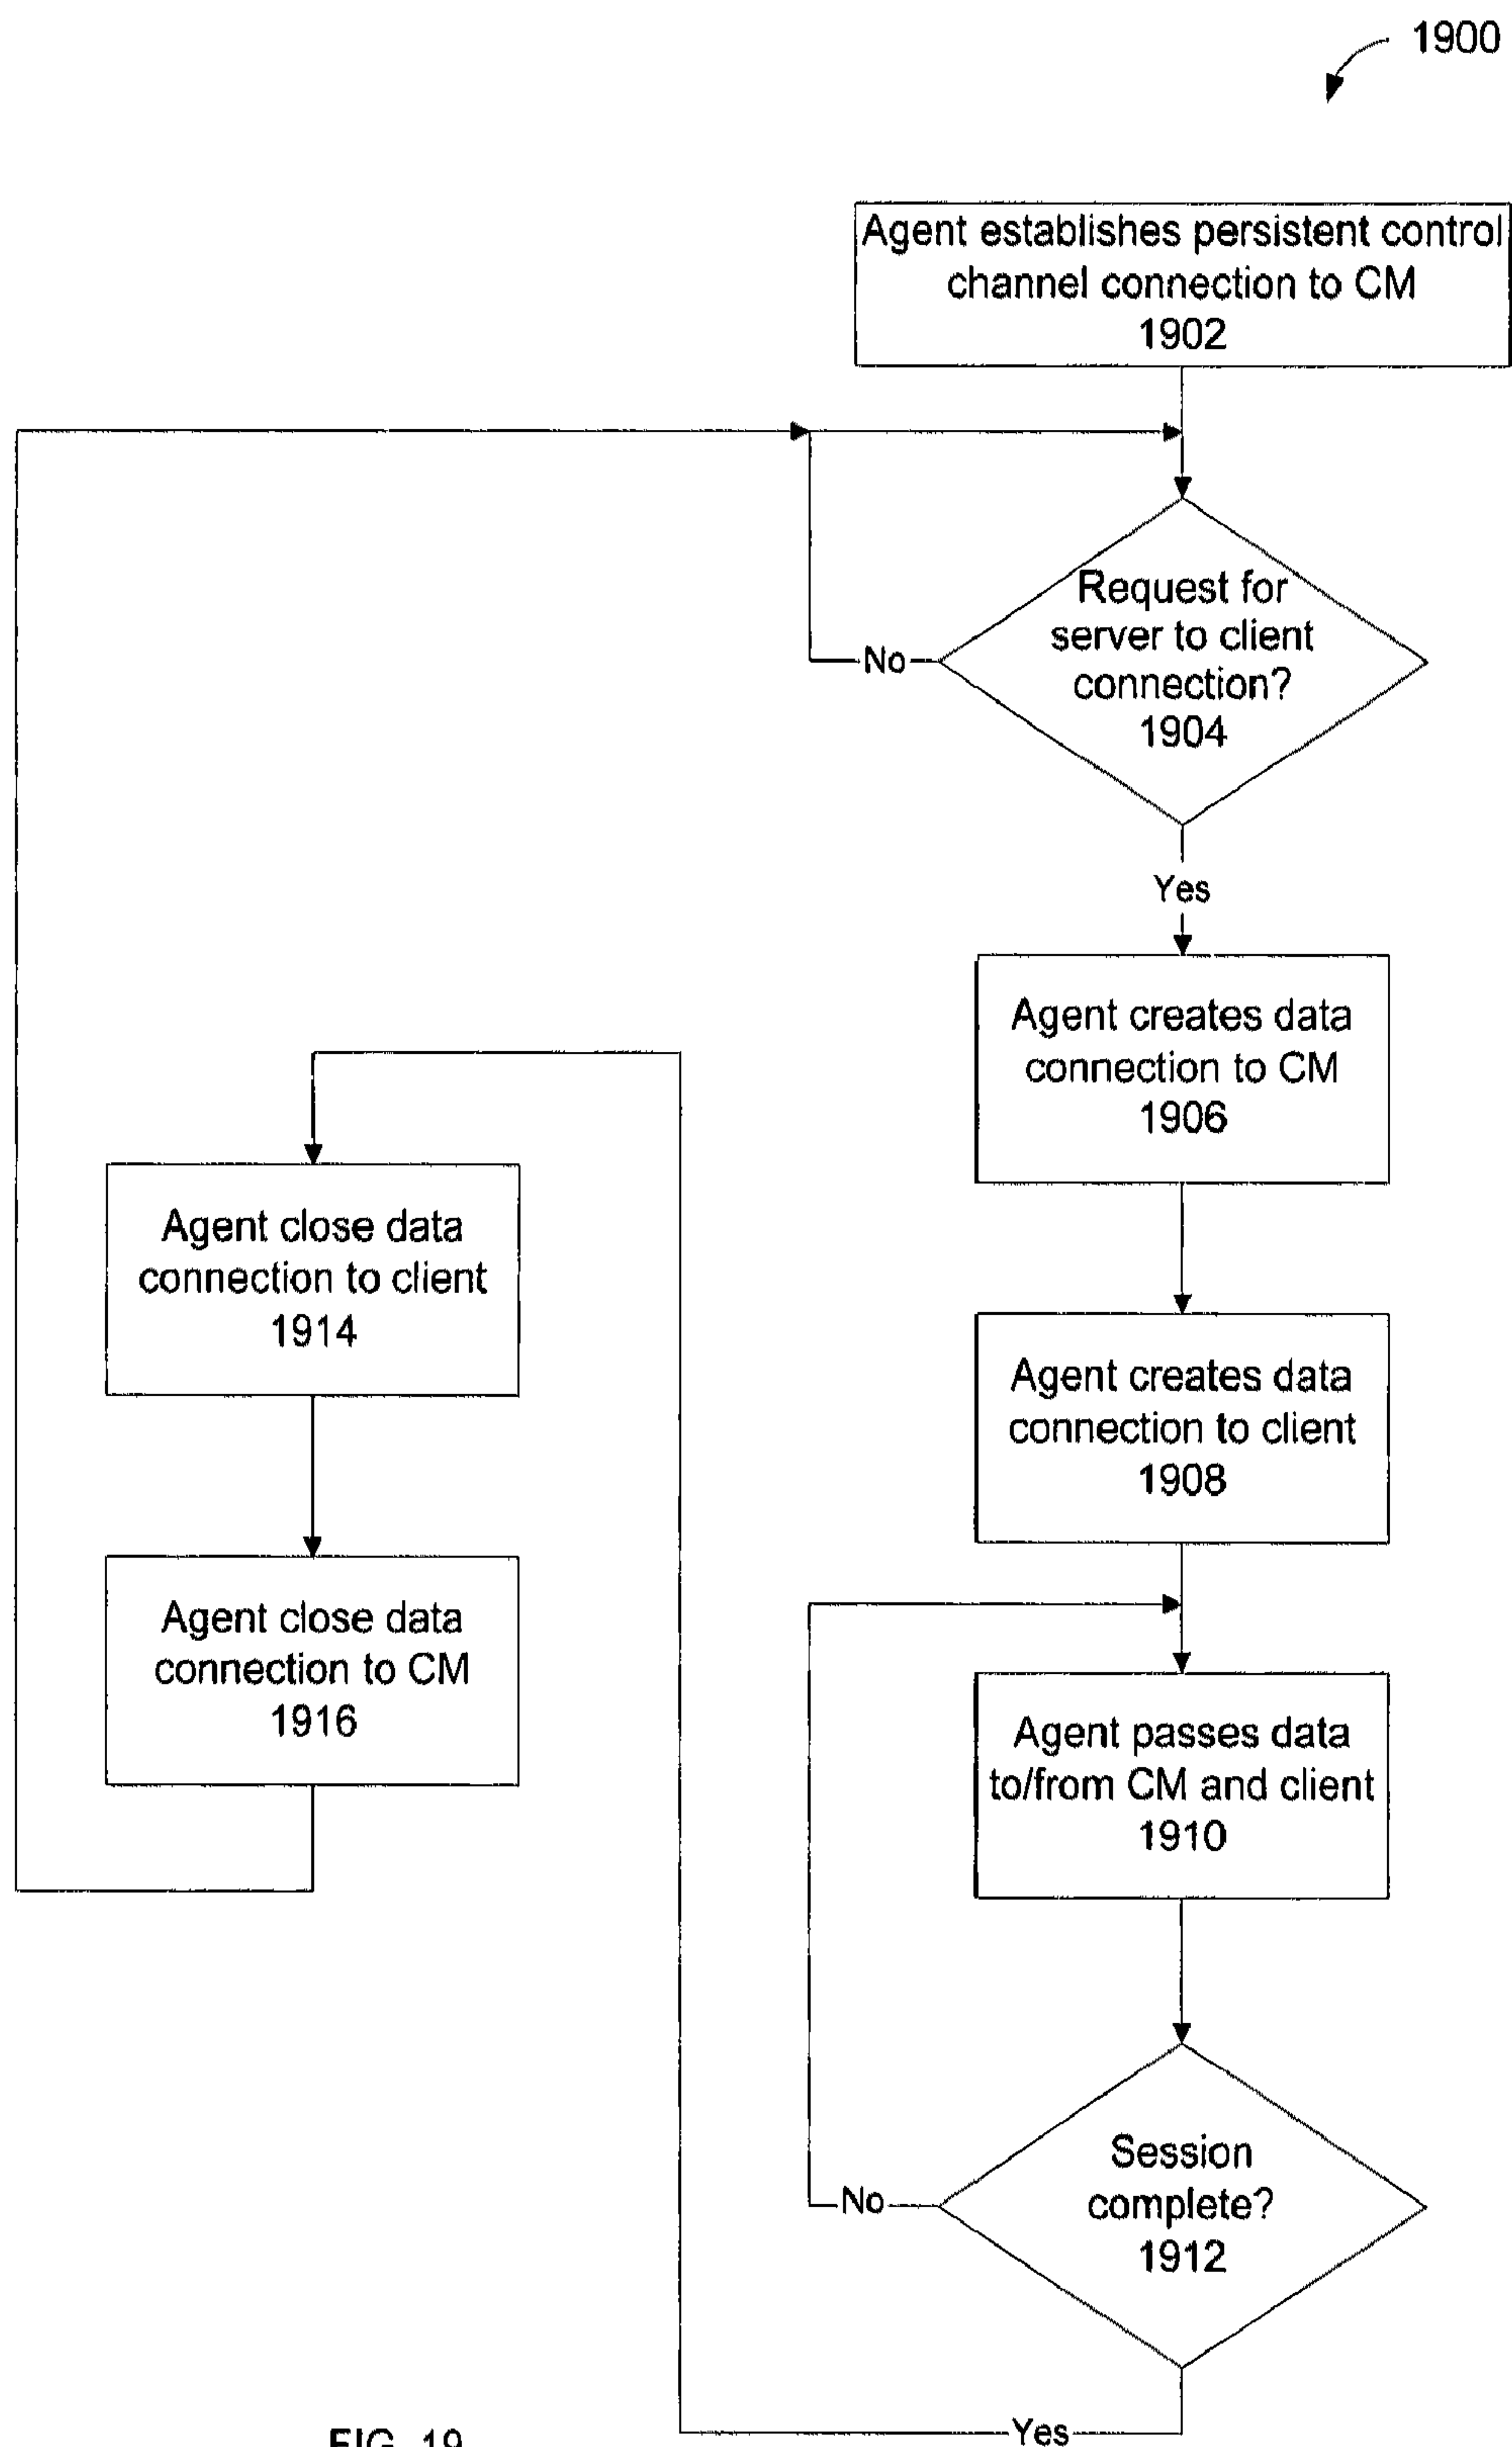 1900
Agent establishes persistent control
channel connection to CM
1902
Request for
server to client
connection?
1904
No
Yes
Agent creates data
connection to CM
1906
Agent creates data
connection to client
1908
Agent passes data
to/from CM and client
1910
Session
complete?
1912
No
Yes
Agent close data
connection to client
1914
Agent close data
connection to CM
1916
FIG. 19